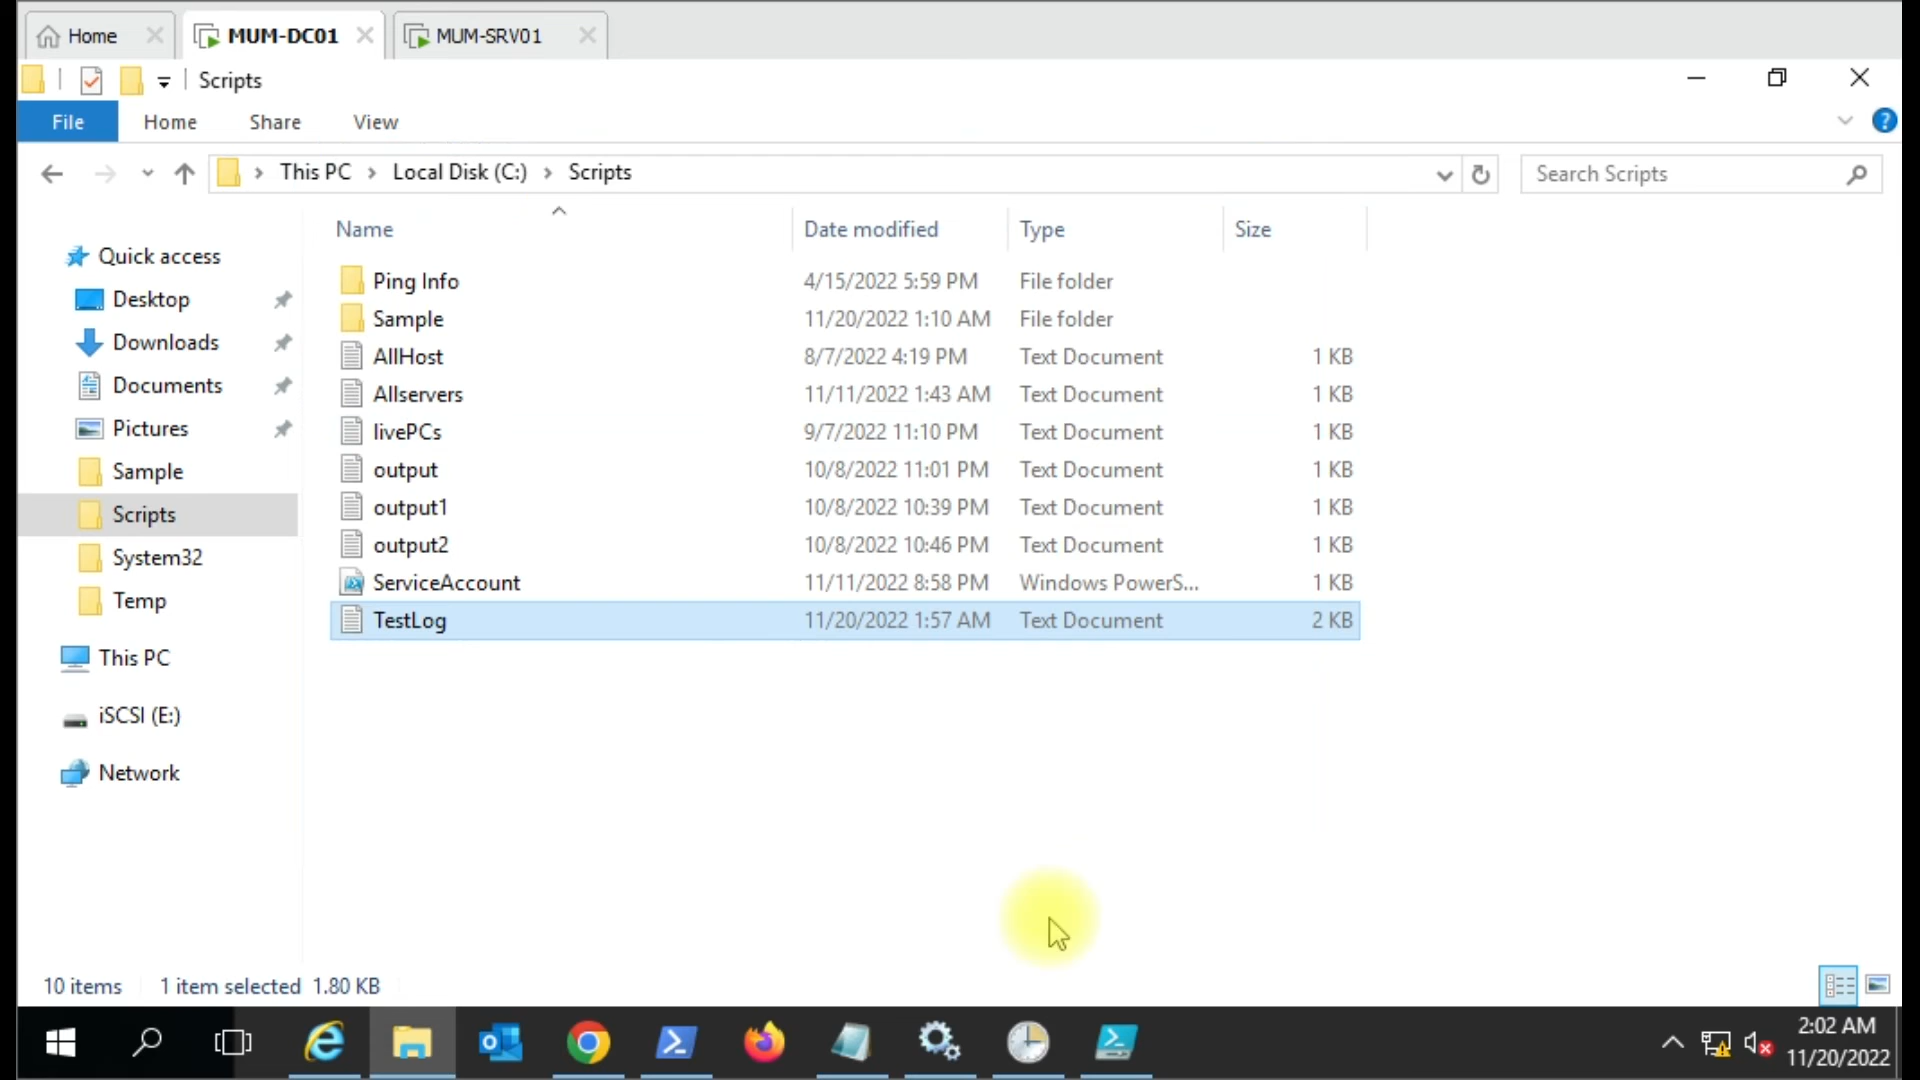 Home
MUM-DC01
MUM-SRV01
Scripts
File
Home
Share
View
This PC
Local Disk (C:)
Scripts
Search Scripts
Name
Date modified
Type
Size
Quick access
Desktop
Downloads
Documents
Pictures
Sample
Scripts
System32
Temp
This PC
iSCSI (E:)
Network
Ping Info 4/15/2022 5:59 PM File folder
Sample 11/20/2022 1:10 AM File folder
AllHost 8/7/2022 4:19 PM Text Document 1 KB
Allservers 11/11/2022 1:43 AM Text Document 1 KB
livePCs 9/7/2022 11:10 PM Text Document 1 KB
output 10/8/2022 11:01 PM Text Document 1 KB
output1 10/8/2022 10:39 PM Text Document 1 KB
output2 10/8/2022 10:46 PM Text Document 1 KB
ServiceAccount 11/11/2022 8:58 PM Windows PowerS... 1 KB
TestLog 11/20/2022 1:57 AM Text Document 2 KB
10 items 1 item selected 1.80 KB
2:02 AM
11/20/2022